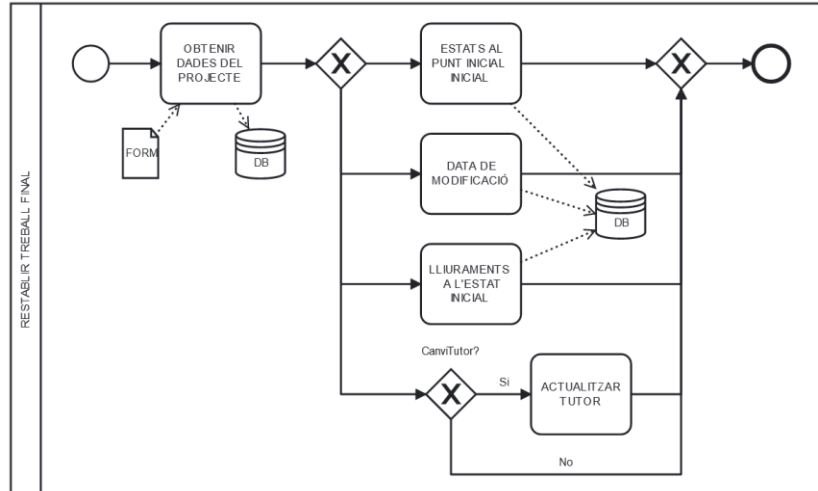 RESTABLIR TREBALL FINAL
OBTENIR
DADES DEL
PROJECTE
FORM
DB
X
ESTATS AL
PUNT INICIAL
INICIAL
X
DATA DE
MODIFICACIÓ
DB
LLIURAMENTS
A L'ESTAT
INICIAL
CanviTutor?
X
Si
ACTUALITZAR
TUTOR
No